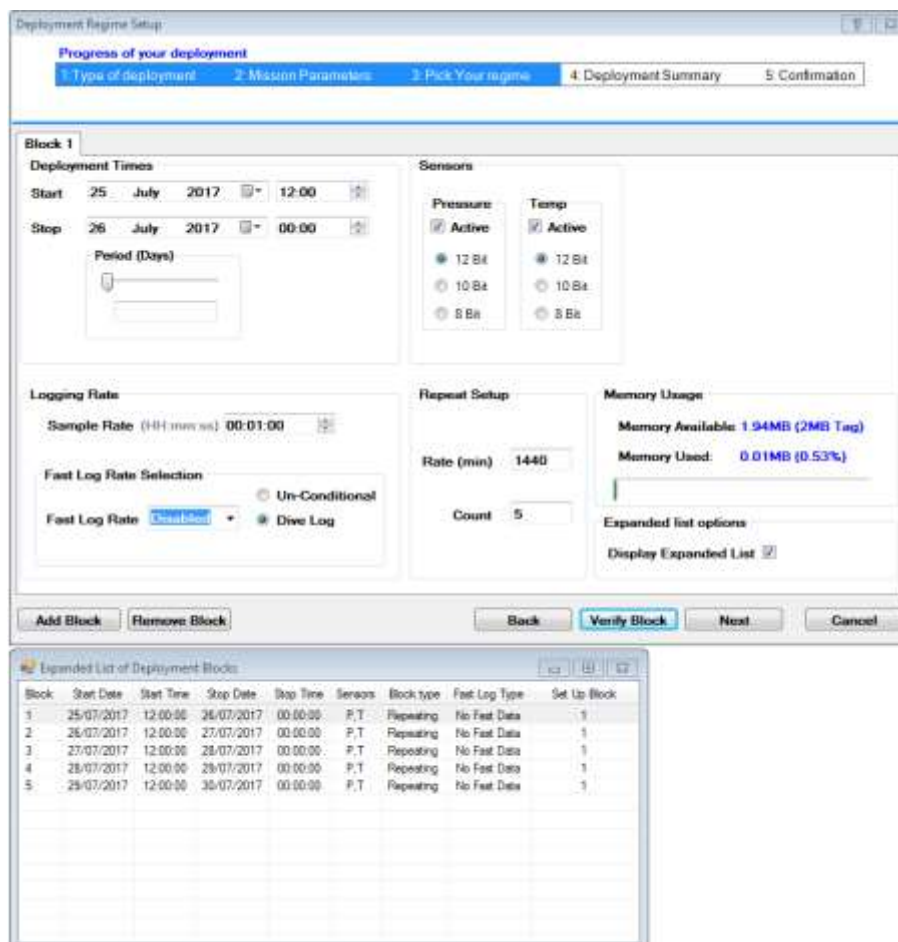 Deployment Regime Setup
Progress of your deployment
1:Type of deployment 2: Mission Parameters 3: Pick Your regime 4: Deployment Summary 5: Confirmation
Block 1
Deployment Times
Start 25 July 2017 12:00
Stop 26 July 2017 00:00
Period (Days)
Sensors
Pressure Temp
Active Active
12 Bit 12 Bit
10 Bit 10 Bit
8 Bit 8 Bit
Logging Rate
Sample Rate (HH:mm:ss) 00:01:00
Fast Log Rate Selection
Un-Conditional
Fast Log Rate Disabled Dive Log
Repeat Setup
Rate (min) 1440
Count 5
Memory Usage
Memory Available: 1.94MB (2MB Tag)
Memory Used: 0.01MB (0.53%)
Expanded list options
Display Expanded List
Add Block Remove Block Back Verify Block Next Cancel
Expanded List of Deployment Blocks
Block Start Date Start Time Stop Date Stop Time Sensors Block type Fast Log Type Set Up Block
1 25/07/2017 12:00:00 26/07/2017 00:00:00 P,T Repeating No Fast Data 1
2 26/07/2017 12:00:00 27/07/2017 00:00:00 P,T Repeating No Fast Data 1
3 27/07/2017 12:00:00 28/07/2017 00:00:00 P,T Repeating No Fast Data 1
4 28/07/2017 12:00:00 29/07/2017 00:00:00 P,T Repeating No Fast Data 1
5 29/07/2017 12:00:00 30/07/2017 00:00:00 P,T Repeating No Fast Data 1